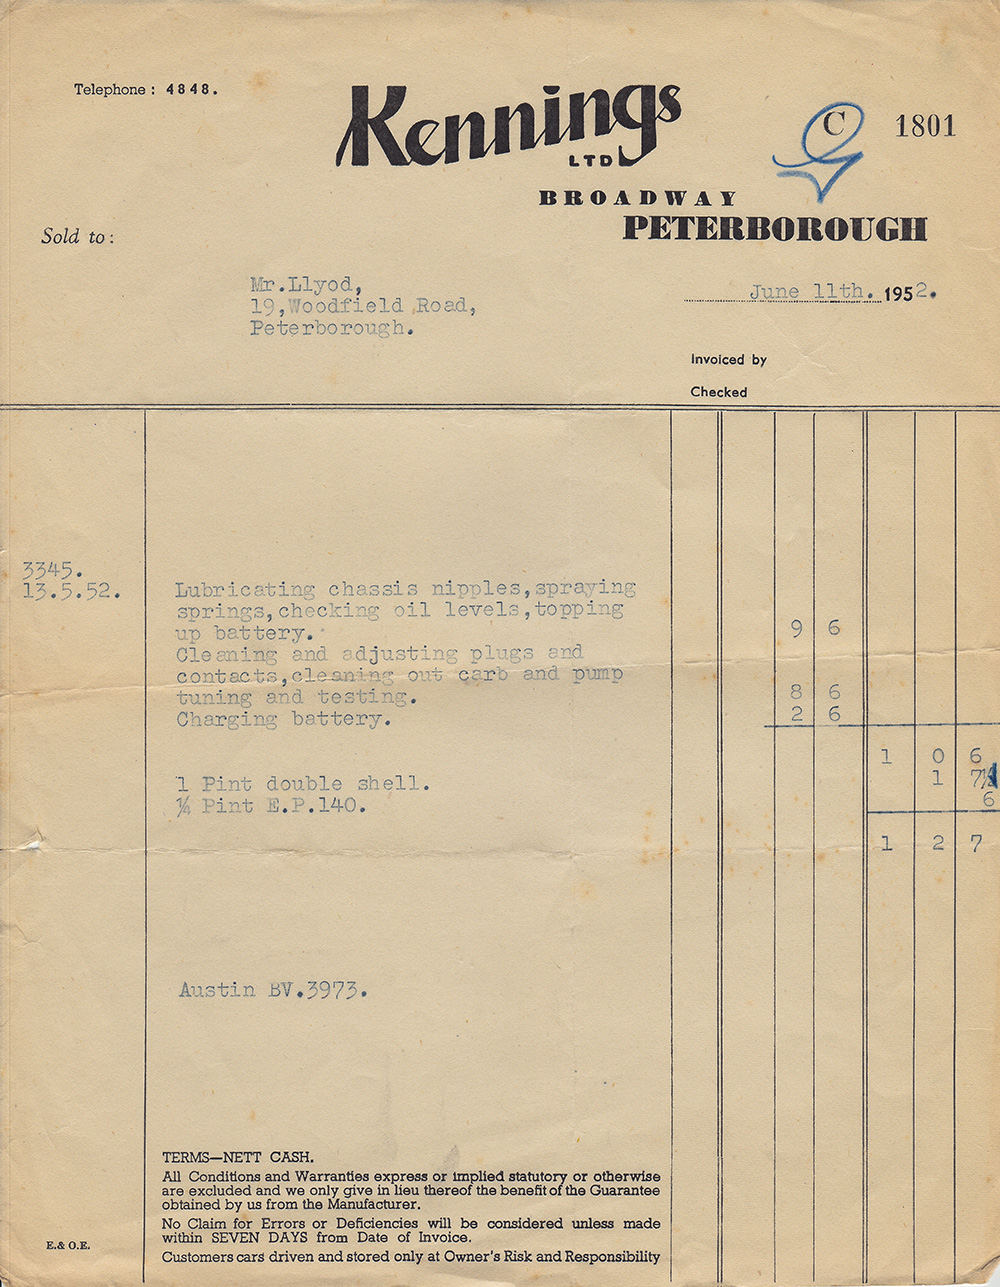 Telephone: 4848.
Kennings
LTD
C 1801
BROADWAY
PETERBOROUGH
Sold to:
Mr.Llyod,
19,Woodfield Road,
Peterborough.
June 11th. 1952.
Invoiced by
Checked
3345.
13.5.52. Lubricating chassis nipples,spraying
springs,checking oil levels,topping
up battery. 9 6
Cleaning and adjusting plugs and
contacts,cleaning out carb and pump
tuning and testing. 8 6
Charging battery. 2 6
1 0 6
1 Pint double shell. 1 7½
¼ Pint E.P.140. 6
1 2 7
Austin BV.3973.
TERMS—NETT CASH.
All Conditions and Warranties express or implied statutory or otherwise
are excluded and we only give in lieu thereof the benefit of the Guarantee
obtained by us from the Manufacturer.
No Claim for Errors or Deficiencies will be considered unless made
within SEVEN DAYS from Date of Invoice.
E.& O.E.
Customers cars driven and stored only at Owner's Risk and Responsibility